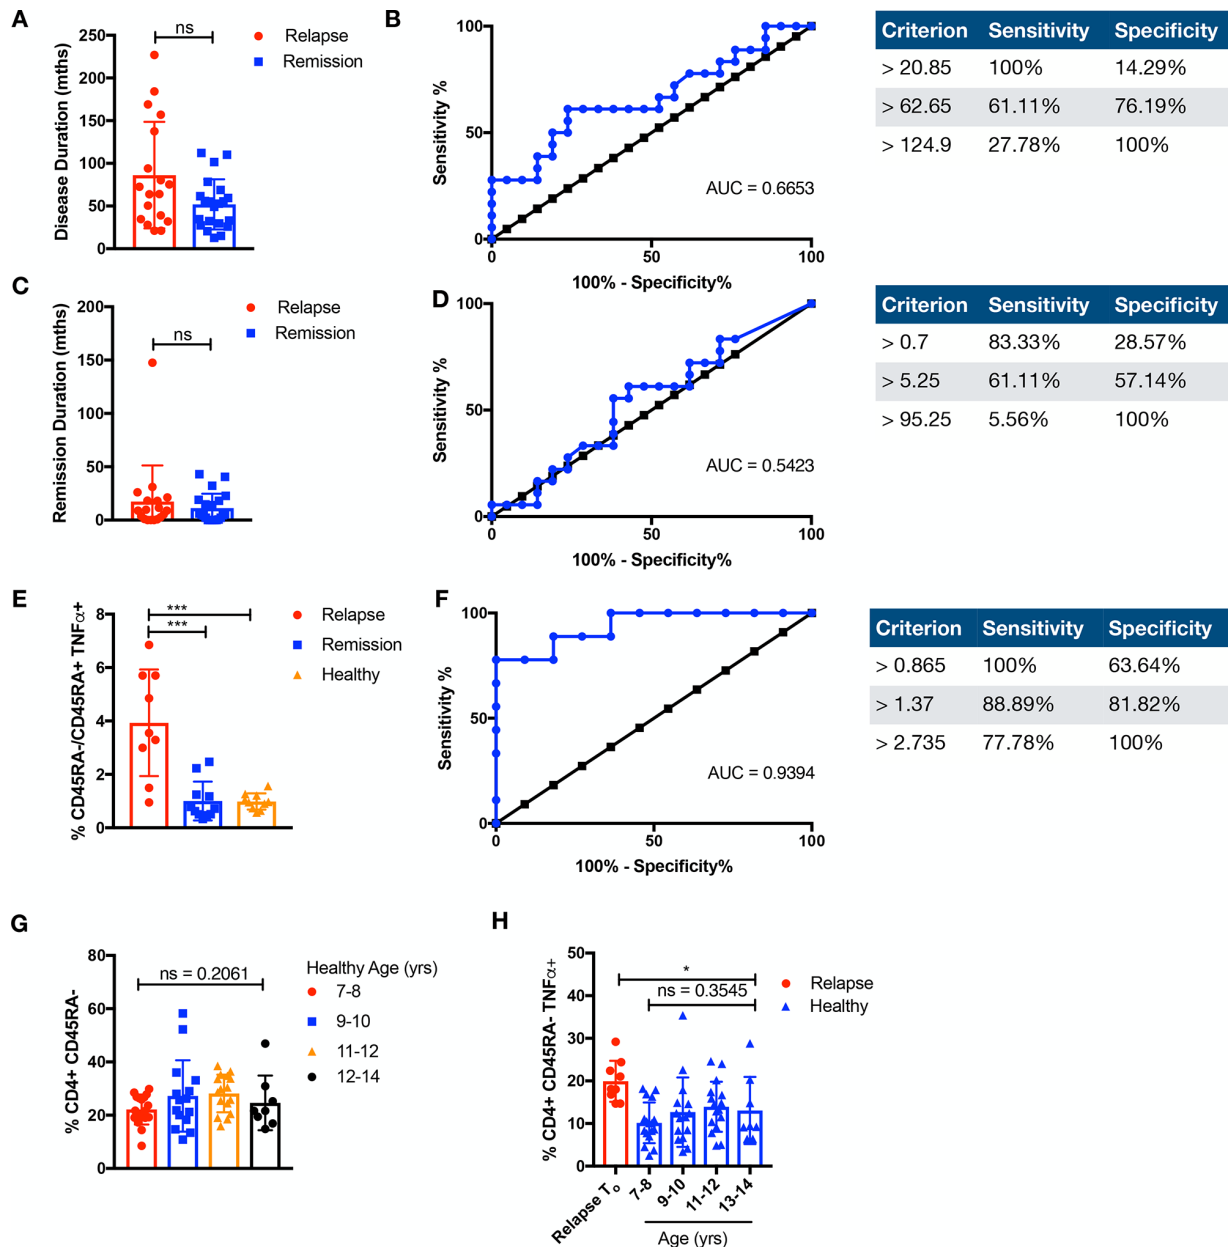 A
Disease Duration (mths)
250
200
150
100
50
0
ns
Relapse
Remission
B
Sensitivity %
100
50
0
0
50
100
AUC = 0.6653
100% - Specificity%
Criterion Sensitivity Specificity
> 20.85 100% 14.29%
> 62.65 61.11% 76.19%
> 124.9 27.78% 100%
C
Remission Duration (mths)
200
150
100
50
0
ns
Relapse
Remission
D
Sensitivity %
100
50
0
0
50
100
AUC = 0.5423
100% - Specificity%
Criterion Sensitivity Specificity
> 0.7 83.33% 28.57%
> 5.25 61.11% 57.14%
> 95.25 5.56% 100%
E
% CD45RA-/CD45RA+ TNFα+
8
6
4
2
0
***
***
Relapse
Remission
Healthy
F
Sensitivity %
100
50
0
0
50
100
AUC = 0.9394
100% - Specificity%
Criterion Sensitivity Specificity
> 0.865 100% 63.64%
> 1.37 88.89% 81.82%
> 2.735 77.78% 100%
G
% CD4+ CD45RA-
80
60
40
20
0
ns = 0.2061
Healthy Age (yrs)
7-8
9-10
11-12
12-14
H
% CD4+ CD45RA- TNFα+
50
40
30
20
10
0
*
ns = 0.3545
Relapse
Healthy
Relapse To
7-8
9-10
11-12
13-14
Age (yrs)